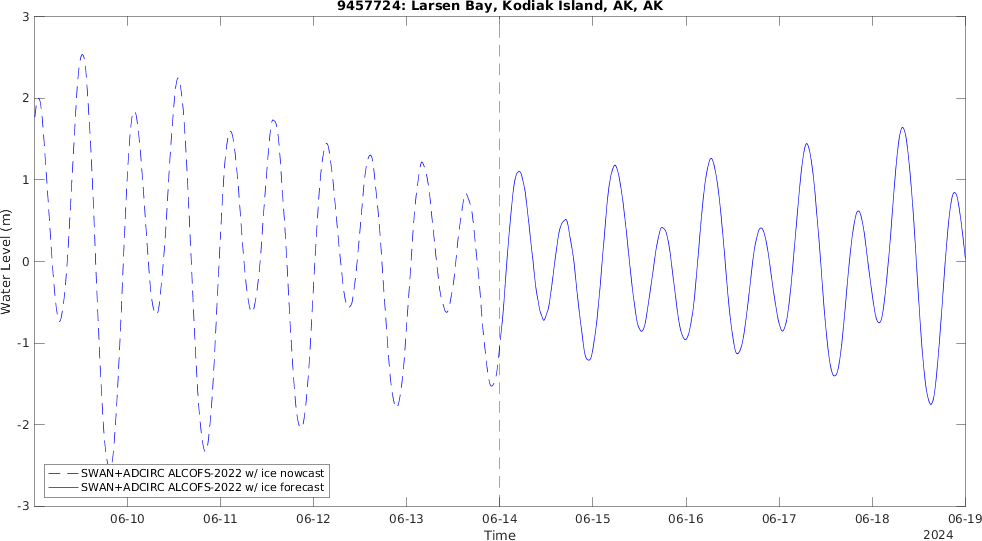 9457724: Larsen Bay, Kodiak Island, AK, AK
3
2
1
0
-1
-2
-3
Water Level (m)
SWAN+ADCIRC ALCOFS-2022 w/ ice nowcast
SWAN+ADCIRC ALCOFS-2022 w/ ice forecast
06-10 06-11 06-12 06-13 06-14 06-15 06-16 06-17 06-18 06-19
Time
2024